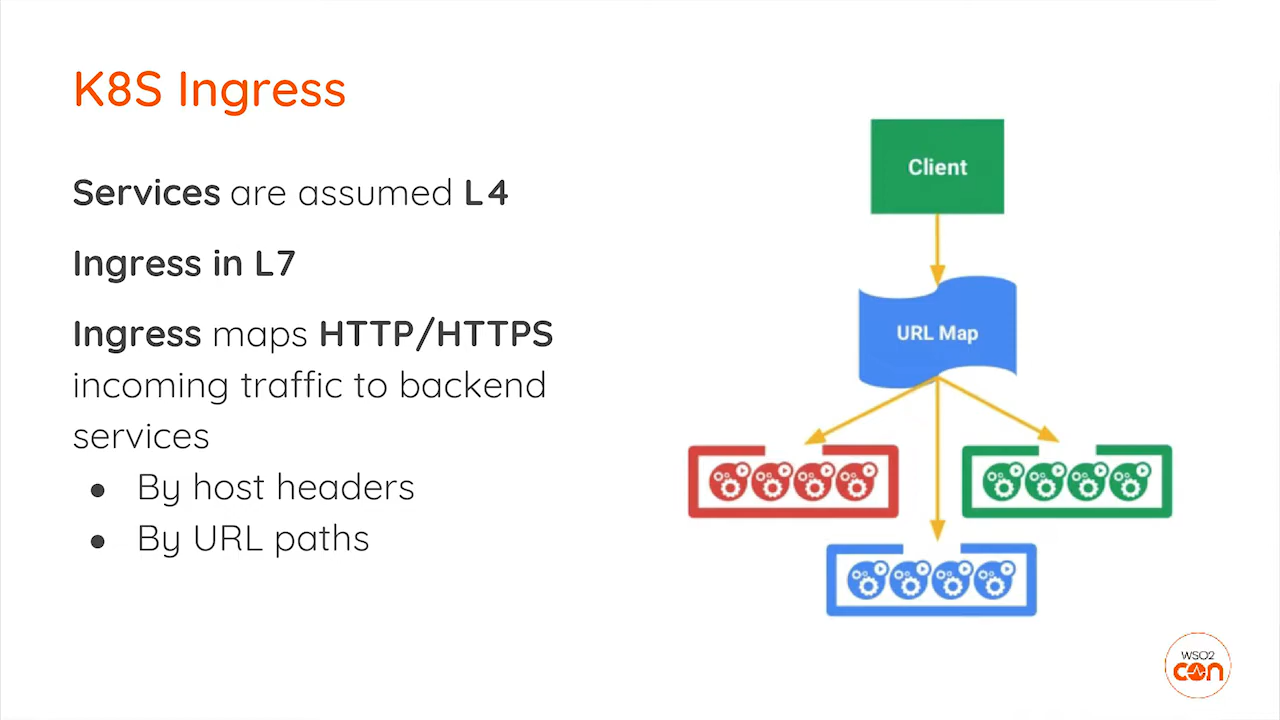 K8S Ingress
Services are assumed L4
Ingress in L7
Ingress maps HTTP/HTTPS
incoming traffic to backend
services
● By host headers
● By URL paths
Client
URL Map
WSO2
con